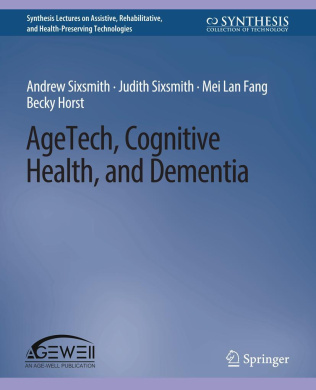 Synthesis Lectures on Assistive, Rehabilitative,
and Health-Preserving Technologies
SYNTHESIS
COLLECTION OF TECHNOLOGY
Andrew Sixsmith · Judith Sixsmith · Mei Lan Fang
Becky Horst
AgeTech, Cognitive
Health, and Dementia
AGEWELL
AN AGE-WELL PUBLICATION
Springer